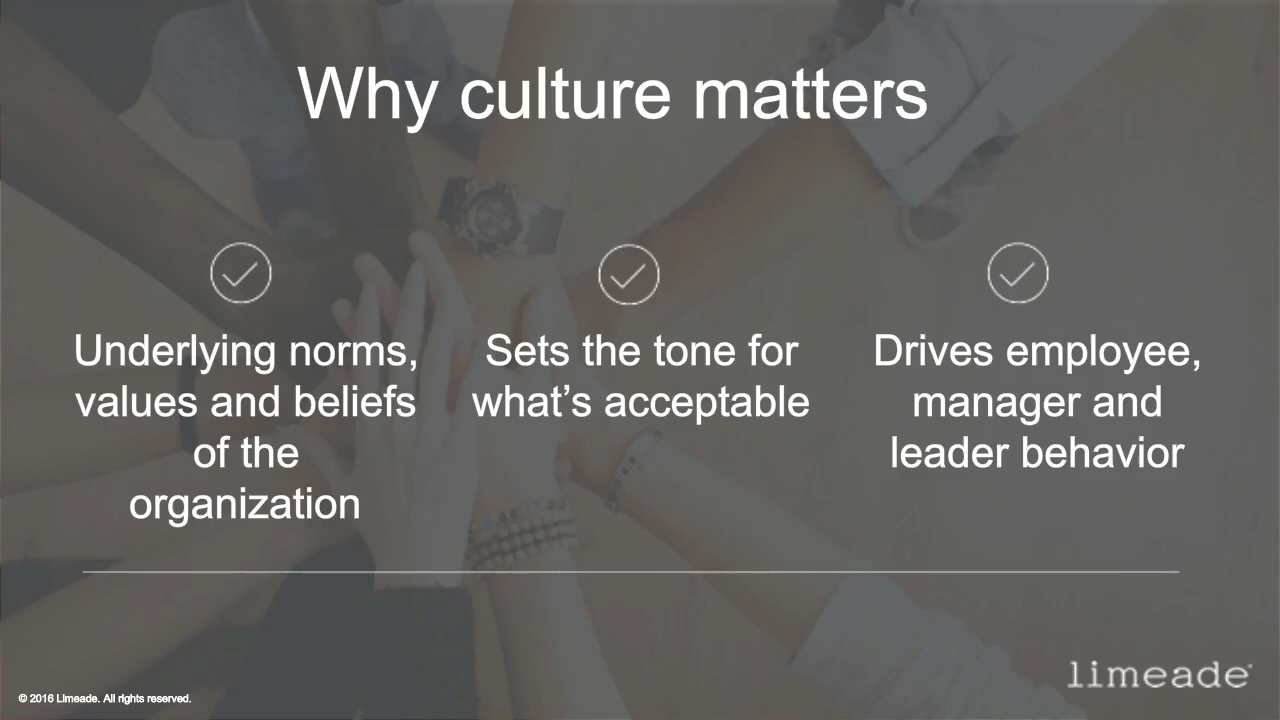 Why culture matters
Underlying norms,
values and beliefs
of the
organization
Sets the tone for
what’s acceptable
Drives employee,
manager and
leader behavior
© 2016 Limeade. All rights reserved.
limeade